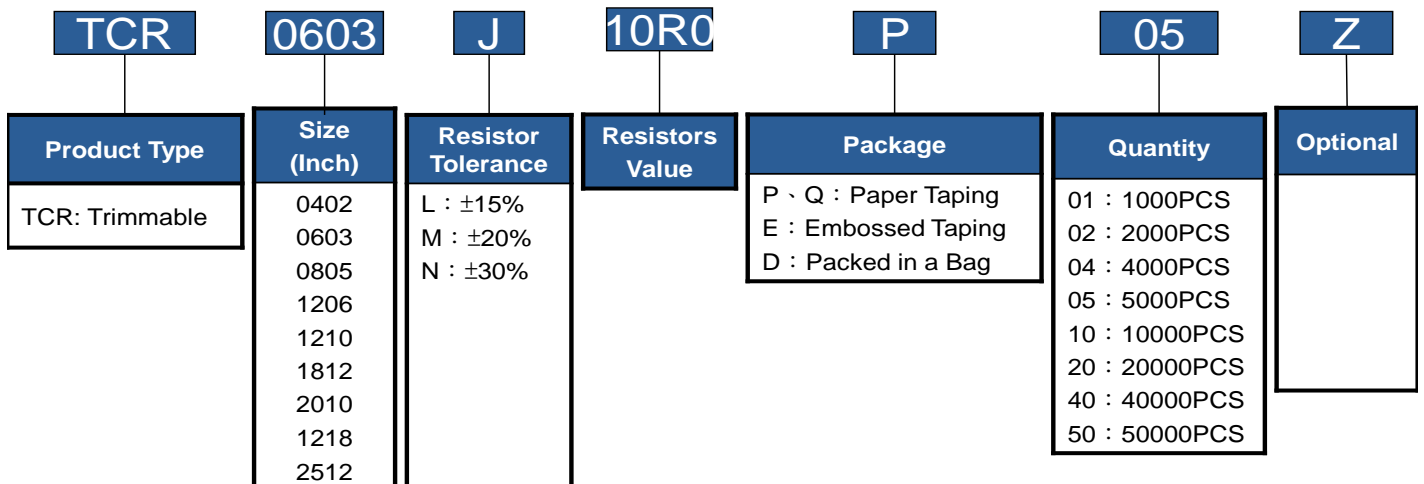 TCR 0603 J 10R0 P 05 Z
Product Type
TCR: Trimmable
Size
(Inch)
0402
0603
0805
1206
1210
1812
2010
1218
2512
Resistor
Tolerance
L：±15%
M：±20%
N：±30%
Resistors
Value
Package
P、Q：Paper Taping
E：Embossed Taping
D：Packed in a Bag
Quantity
01：1000PCS
02：2000PCS
04：4000PCS
05：5000PCS
10：10000PCS
20：20000PCS
40：40000PCS
50：50000PCS
Optional